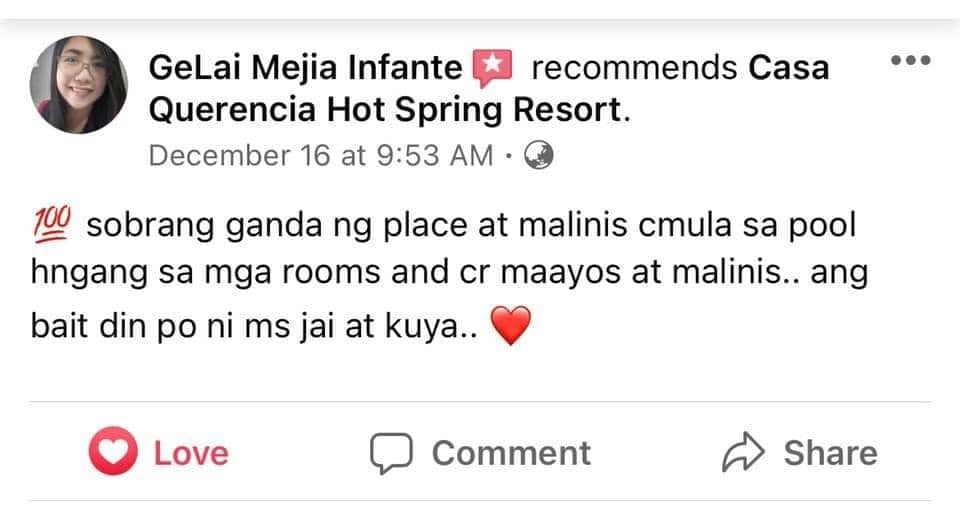 GeLai Mejia Infante recommends Casa
Querencia Hot Spring Resort.
December 16 at 9:53 AM ·
💯 sobrang ganda ng place at malinis cmula sa pool
hngang sa mga rooms and cr maayos at malinis.. ang
bait din po ni ms jai at kuya.. ❤️
Love Comment Share